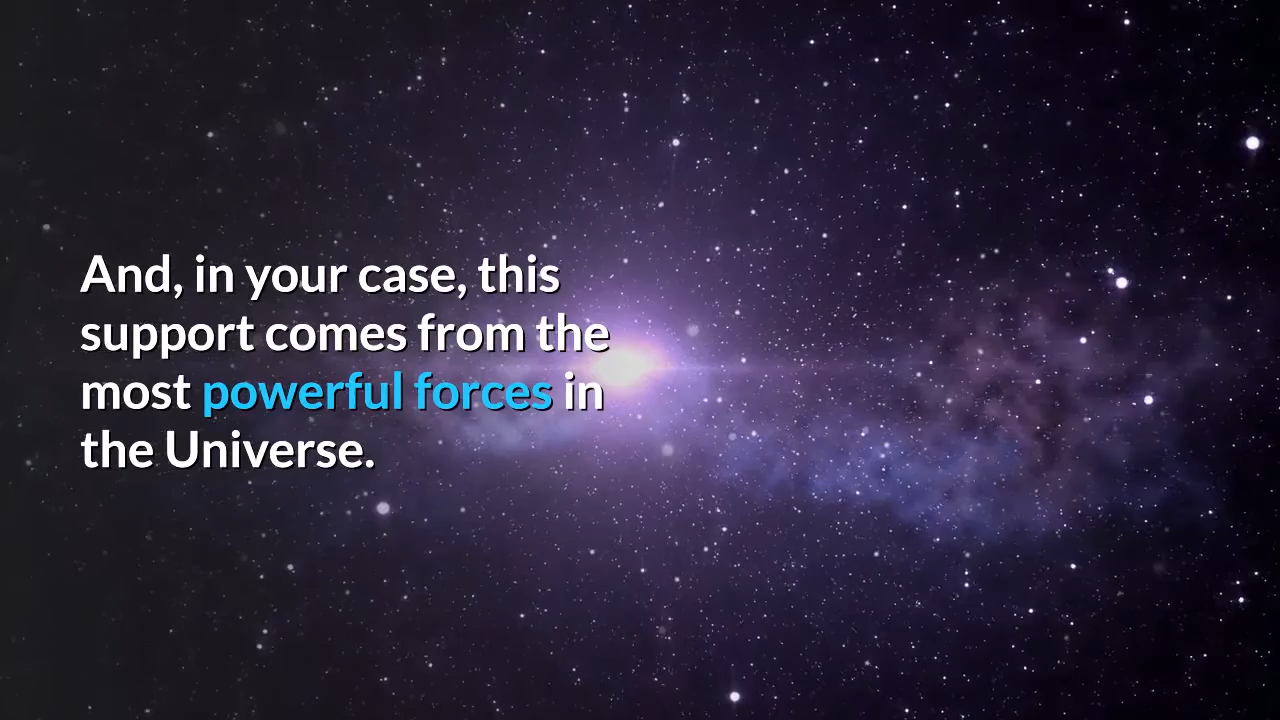 And, in your case, this
support comes from the
most powerful forces in
the Universe.